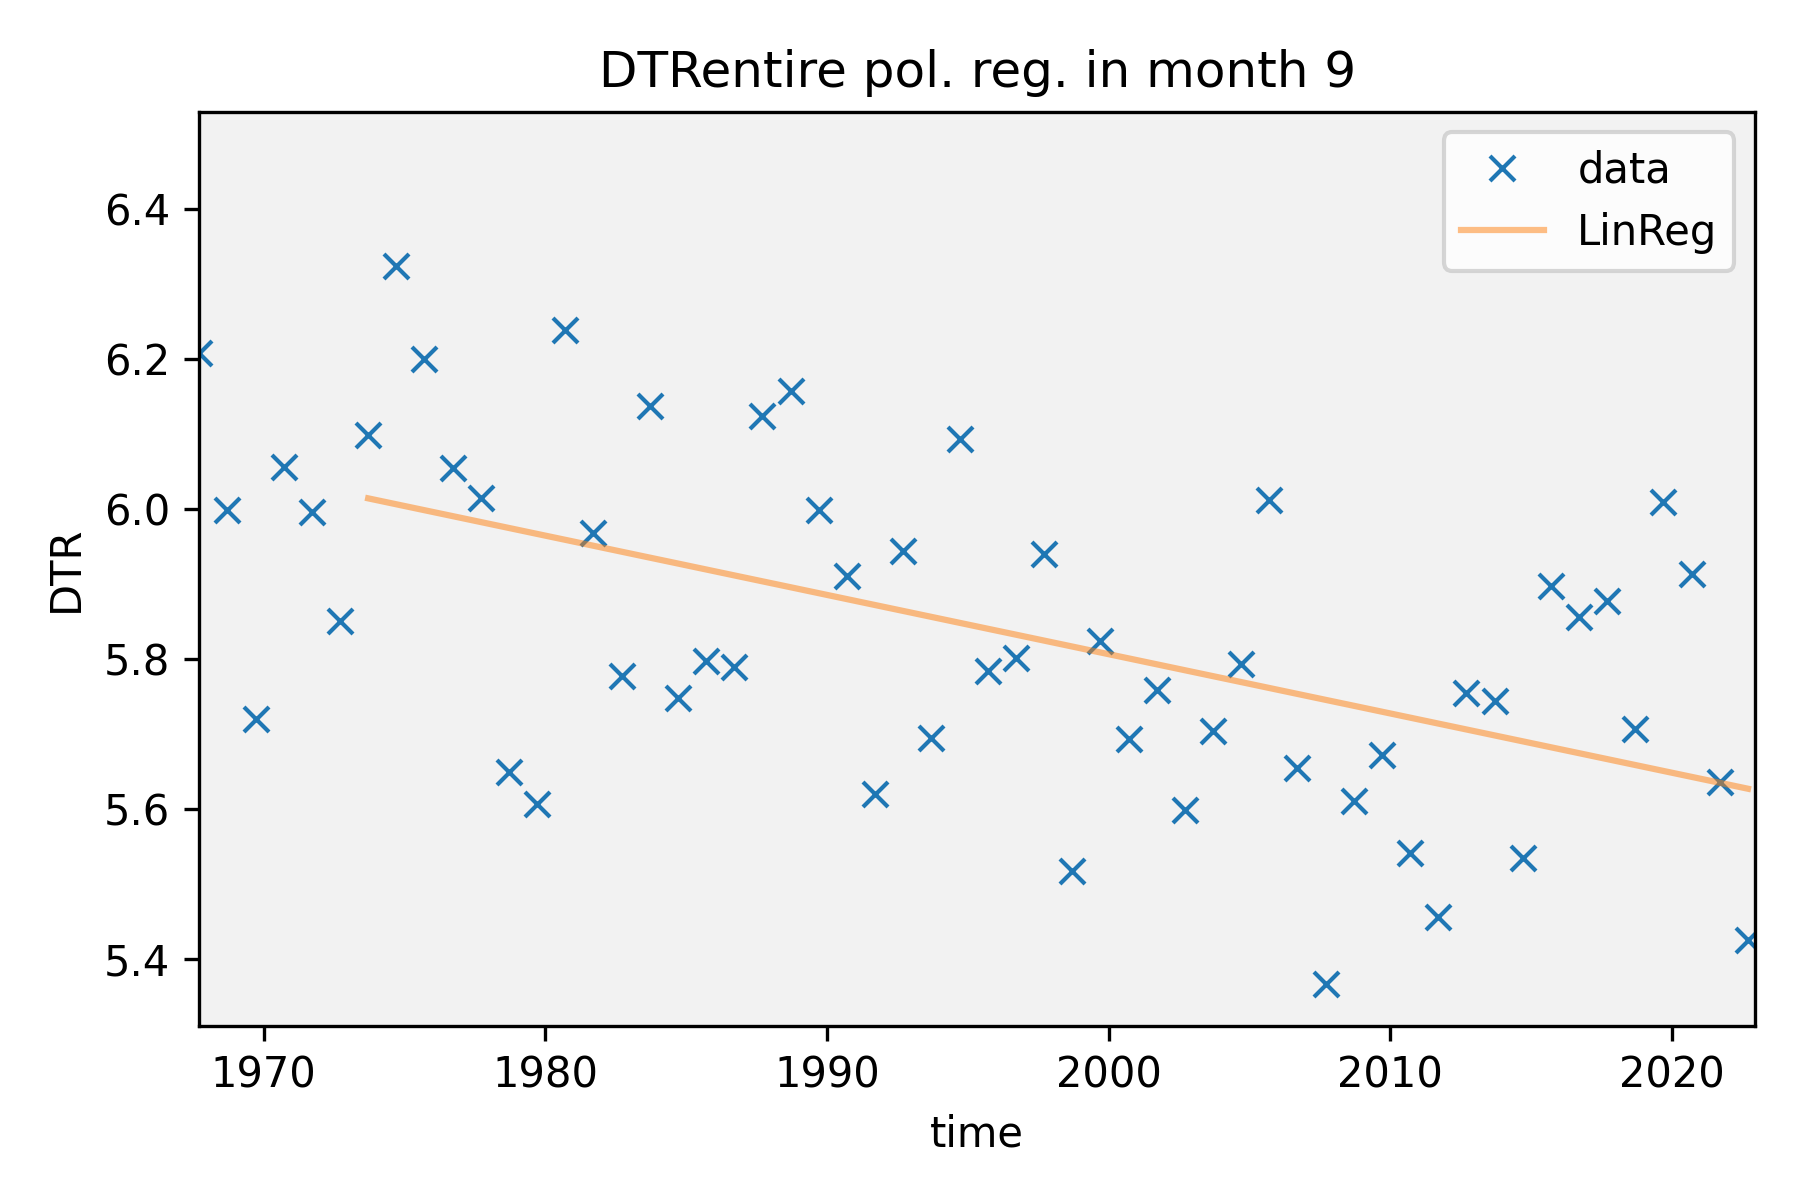 DTRentire pol. reg. in month 9
data
LinReg
6.4
6.2
6.0
5.8
5.6
5.4
DTR
1970 1980 1990 2000 2010 2020
time